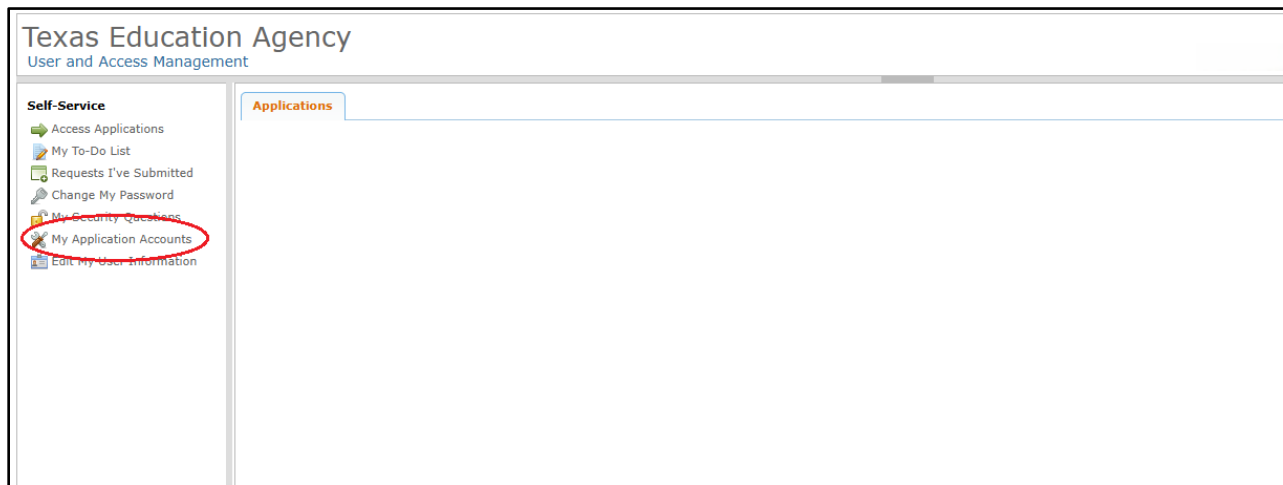 Texas Education Agency
User and Access Management
Self-Service
Access Applications
My To-Do List
Requests I've Submitted
Change My Password
My Security Questions
My Application Accounts
Edit My User Information
Applications